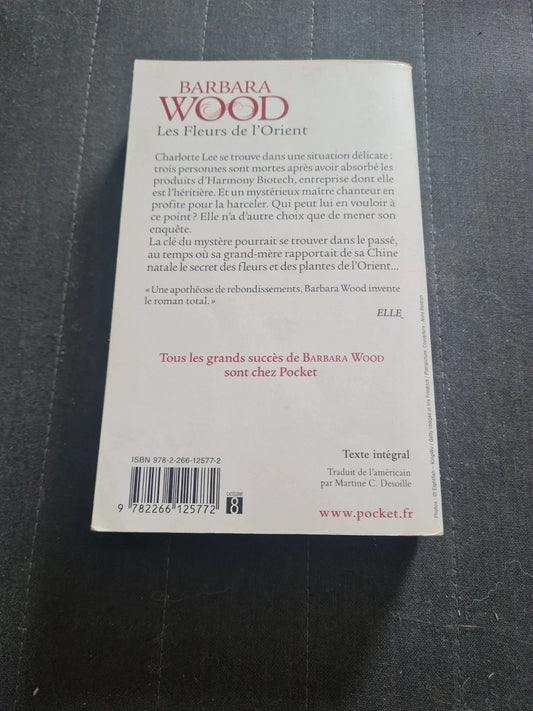 BARBARA
WOOD
Les Fleurs de l'Orient
Charlotte Lee se trouve dans une situation délicate :
trois personnes sont mortes après avoir absorbé les
produits d'Harmony Biotech, entreprise dont elle
est l'héritière. Et un mystérieux maître chanteur en
profite pour la harceler. Qui peut lui en vouloir à
ce point ? Elle n'a d'autre choix que de mener son
enquête.
La clé du mystère pourrait se trouver dans le passé,
au temps où sa grand-mère rapportait de sa Chine
natale le secret des fleurs et des plantes de l'Orient...
« Une apothéose de rebondissements, Barbara Wood invente
le roman total. »
ELLE
Tous les grands succès de BARBARA WOOD
sont chez Pocket
ISBN 978-2-266-12577-2
9 782266 125772
CATÉGORIE
8
Texte intégral
Traduit de l'américain
par Martine C. Desoille
www.pocket.fr